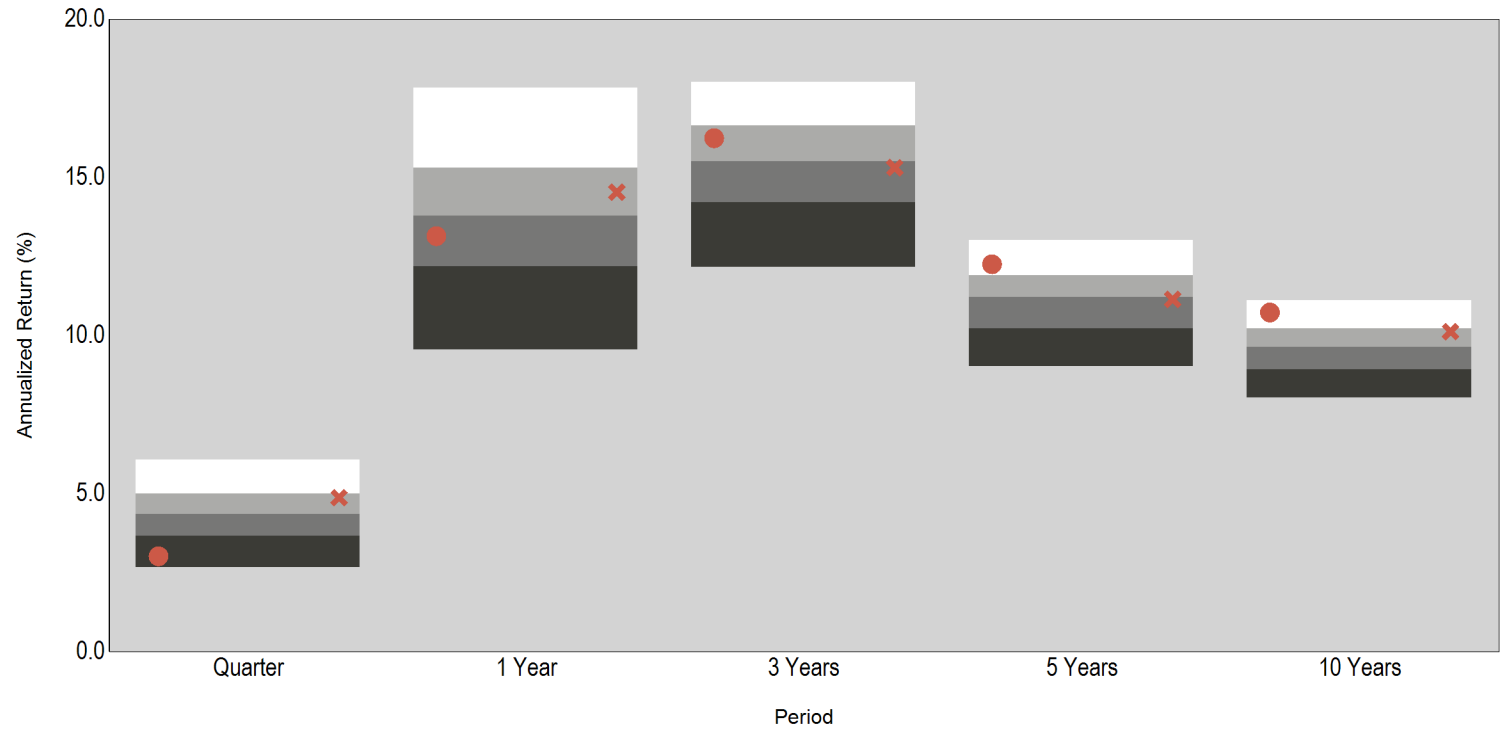 20.0
15.0
10.0
5.0
0.0
Annualized Return (%)
Quarter 1 Year 3 Years 5 Years 10 Years
Period